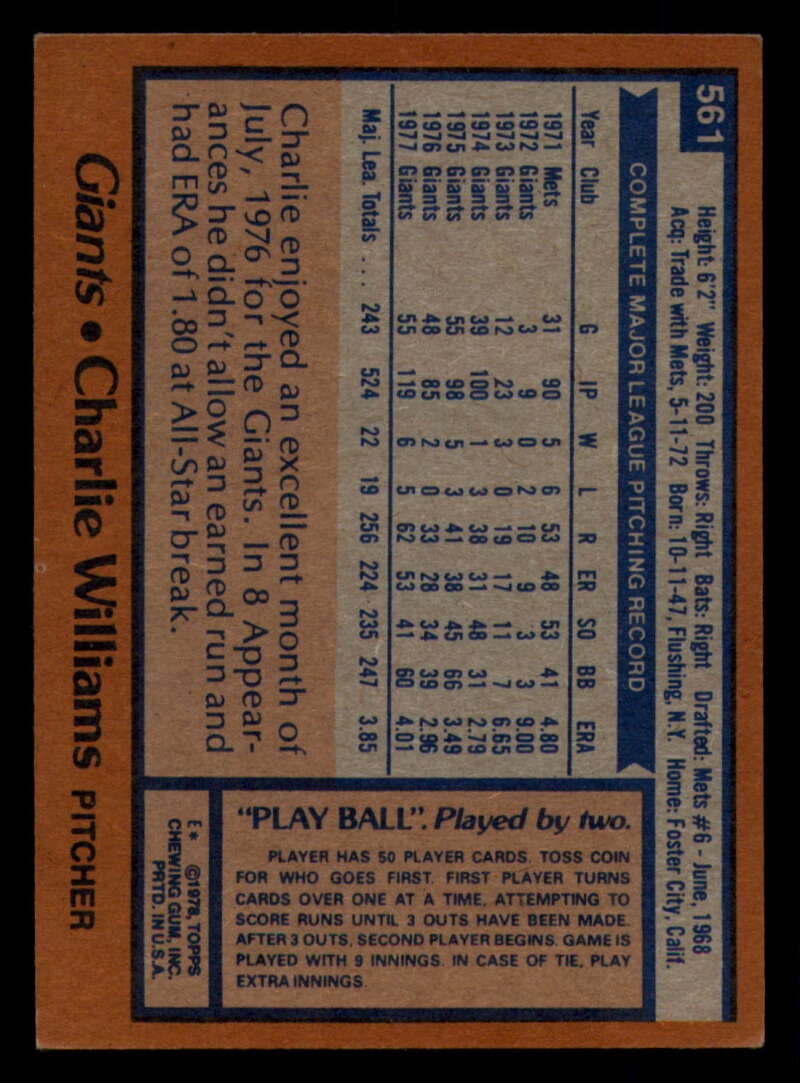 561
Height: 6'2" Weight: 200 Throws: Right Bats: Right Drafted: Mets #6 - June, 1968
Acq: Trade with Mets, 5-11-72 Born: 10-11-47, Flushing, N.Y. Home: Foster City, Calif.
COMPLETE MAJOR LEAGUE PITCHING RECORD
Year Club G IP W L R ER SO BB ERA
1971 Mets 31 90 5 6 53 48 53 41 4.80
1972 Giants 3 9 0 2 10 9 3 3 9.00
1973 Giants 12 23 3 0 19 17 11 7 6.65
1974 Giants 39 100 1 3 38 31 48 31 2.79
1975 Giants 55 98 5 3 41 38 45 66 3.49
1976 Giants 48 85 2 0 33 28 34 39 2.96
1977 Giants 55 119 6 5 62 53 41 60 4.01
Maj. Lea. Totals ... 243 524 22 19 256 224 235 247 3.85
Charlie enjoyed an excellent month of
July, 1976 for the Giants. In 8 Appear-
ances he didn't allow an earned run and
had ERA of 1.80 at All-Star break.
"PLAY BALL". Played by two.
PLAYER HAS 50 PLAYER CARDS. TOSS COIN
FOR WHO GOES FIRST. FIRST PLAYER TURNS
CARDS OVER ONE AT A TIME, ATTEMPTING TO
SCORE RUNS UNTIL 3 OUTS HAVE BEEN MADE.
AFTER 3 OUTS, SECOND PLAYER BEGINS. GAME IS
PLAYED WITH 9 INNINGS. IN CASE OF TIE, PLAY
EXTRA INNINGS.
E* ©1978, TOPPS
CHEWING GUM, INC.
PRTD. IN U.S.A.
Giants • Charlie Williams PITCHER